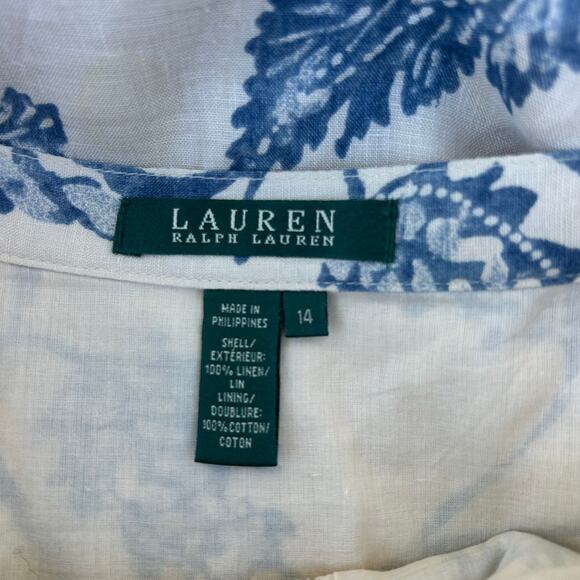 LAUREN
RALPH LAUREN
MADE IN
PHILIPPINES
14
SHELL/
EXTÉRIEUR:
100% LINEN/
LIN
LINING/
DOUBLURE:
100%COTTON/
COTON